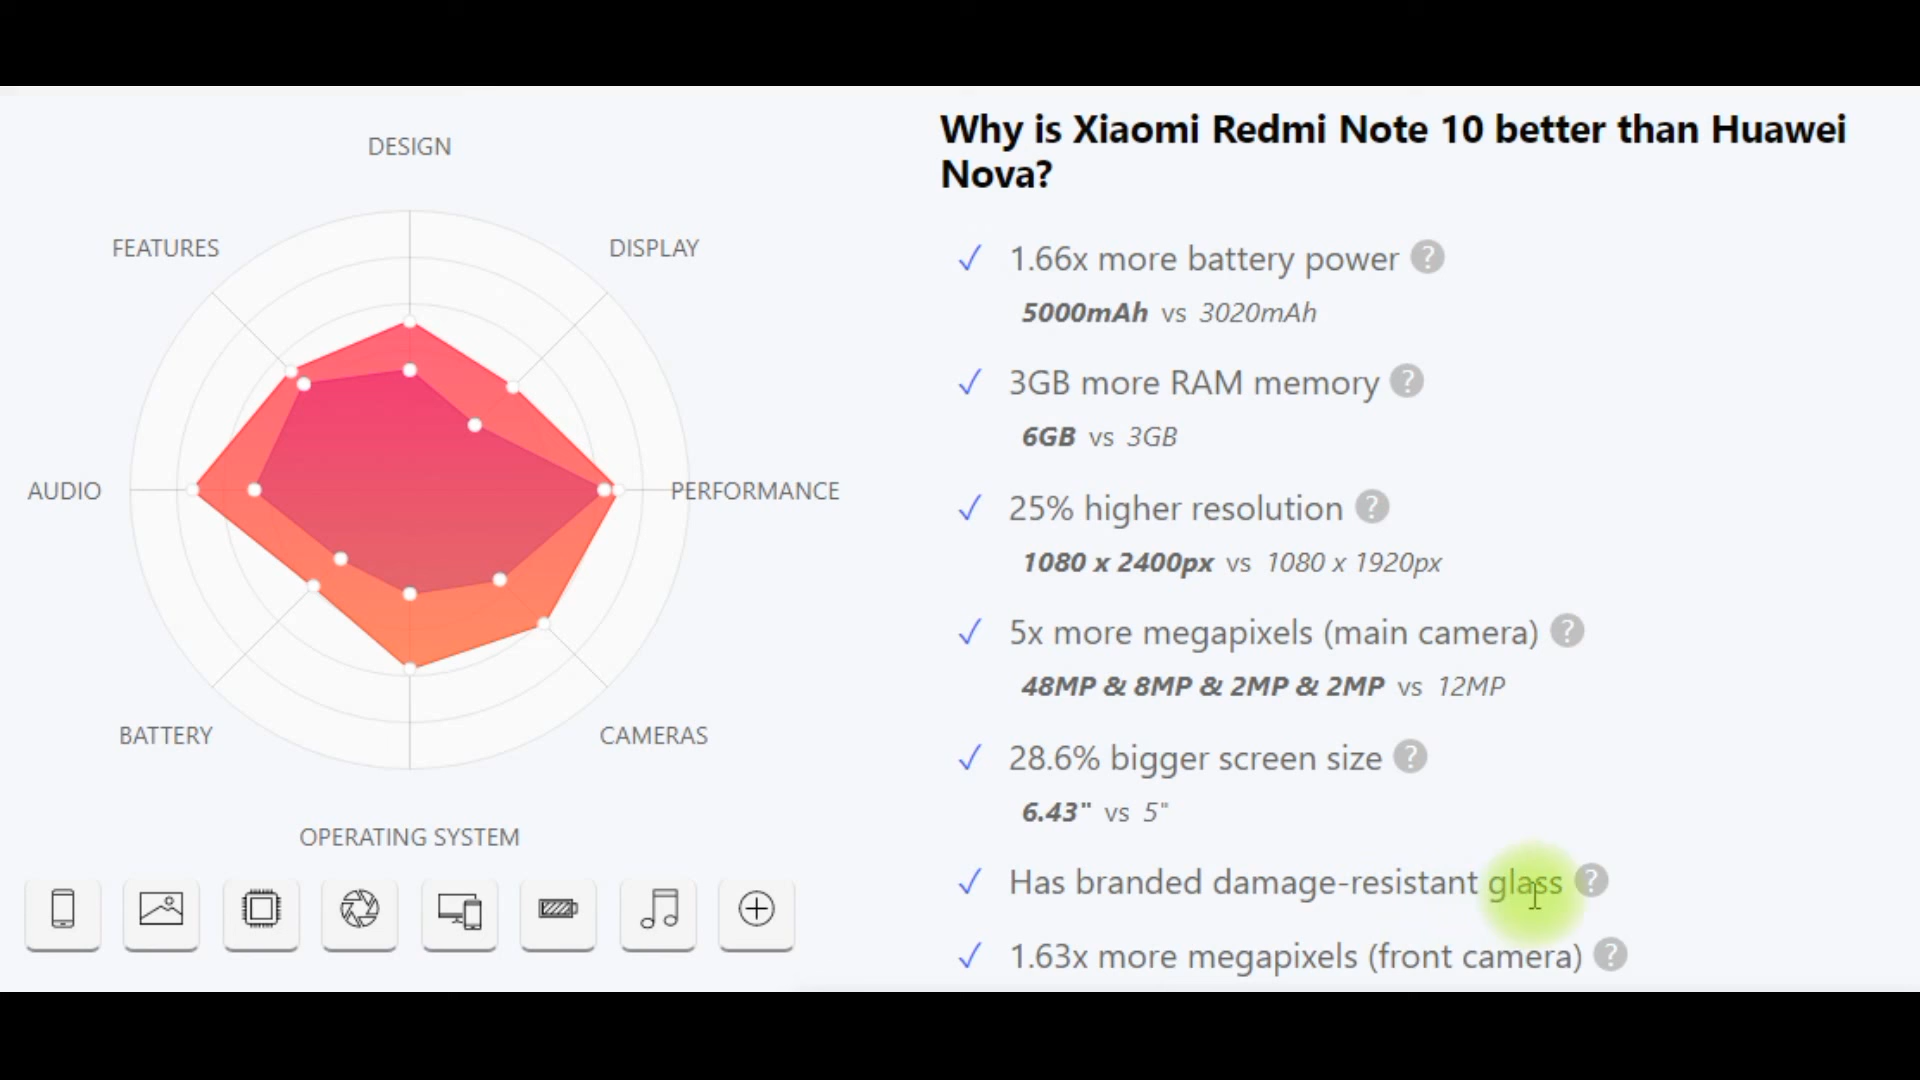 DESIGN
FEATURES
DISPLAY
AUDIO
PERFORMANCE
BATTERY
CAMERAS
OPERATING SYSTEM
Why is Xiaomi Redmi Note 10 better than Huawei
Nova?
✓ 1.66x more battery power ?
5000mAh vs 3020mAh
✓ 3GB more RAM memory ?
6GB vs 3GB
✓ 25% higher resolution ?
1080 x 2400px vs 1080 x 1920px
✓ 5x more megapixels (main camera) ?
48MP & 8MP & 2MP & 2MP vs 12MP
✓ 28.6% bigger screen size ?
6.43" vs 5"
✓ Has branded damage-resistant glass ?
✓ 1.63x more megapixels (front camera) ?